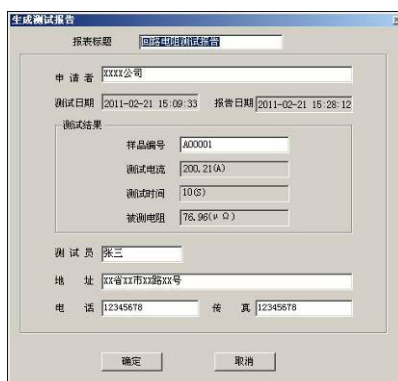 生成测试报告
报表标题 回路电阻测试报告
申请者 XXXX公司
测试日期 2011-02-21 15:09:33 报告日期 2011-02-21 15:28:12
测试结果
样品编号 A00001
测试电流 200.21(A)
测试时间 10(S)
被测电阻 76.96(μΩ)
测试员 张三
地址 XX省XX市XX路XX号
电话 12345678 传真 12345678
确定 取消